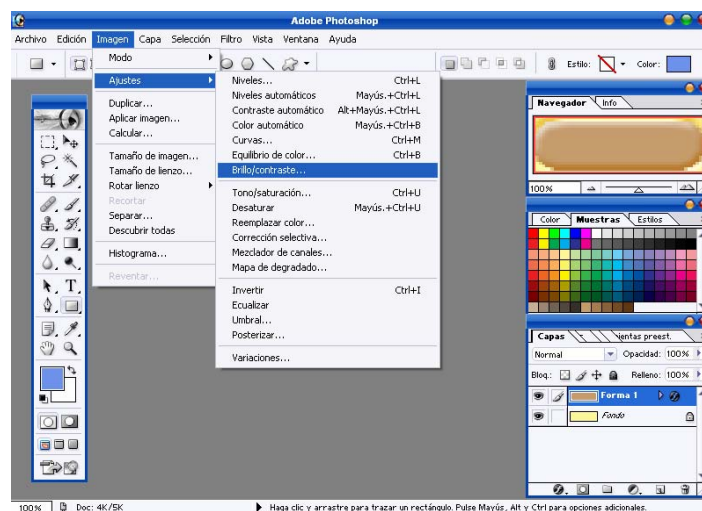 Adobe Photoshop
Archivo Edición Imagen Capa Selección Filtro Vista Ventana Ayuda
Estilo: Color:
Modo
Ajustes
Duplicar...
Aplicar imagen...
Calcular...
Tamaño de imagen...
Tamaño de lienzo...
Rotar lienzo
Recortar
Separar...
Descubrir todas
Histograma...
Reventar...
Niveles... Ctrl+L
Niveles automáticos Mayús.+Ctrl+L
Contraste automático Alt+Mayús.+Ctrl+L
Color automático Mayús.+Ctrl+B
Curvas... Ctrl+M
Equilibrio de color... Ctrl+B
Brillo/contraste...
Tono/saturación... Ctrl+U
Desaturar Mayús.+Ctrl+U
Reemplazar color...
Corrección selectiva...
Mezclador de canales...
Mapa de degradado...
Invertir Ctrl+I
Ecualizar
Umbral...
Posterizar...
Variaciones...
Navegador Info
100%
Color Muestras Estilos
Capas ientas preest.
Normal Opacidad: 100%
Bloq.: Relleno: 100%
Forma 1
Fondo
100% Doc: 4K/5K Haga clic y arrastre para trazar un rectángulo. Pulse Mayús, Alt y Ctrl para opciones adicionales.